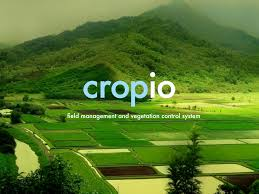 cropio
field management and vegetation control system